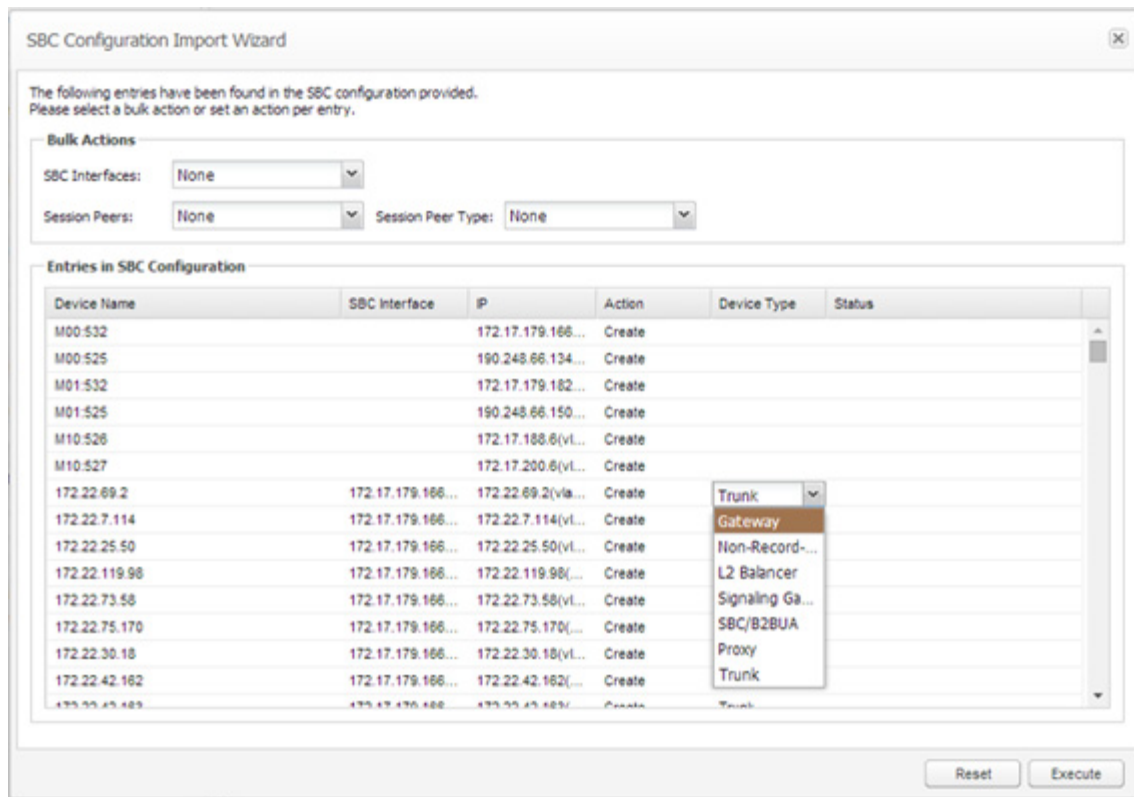 SBC Configuration Import Wizard
The following entries have been found in the SBC configuration provided.
Please select a bulk action or set an action per entry.
Bulk Actions
SBC Interfaces: None
Session Peers: None Session Peer Type: None
Entries in SBC Configuration
Device Name SBC Interface IP Action Device Type Status
M00:532 172.17.179.166... Create
M00:525 190.248.66.134... Create
M01:532 172.17.179.182... Create
M01:525 190.248.66.150... Create
M10:526 172.17.188.6(vl... Create
M10:527 172.17.200.6(vl... Create
172.22.69.2 172.17.179.166... 172.22.69.2(vla... Create Trunk
172.22.7.114 172.17.179.166... 172.22.7.114(vl... Create Gateway
172.22.25.50 172.17.179.166... 172.22.25.50(vl... Create Non-Record-...
172.22.119.98 172.17.179.166... 172.22.119.98(... Create L2 Balancer
172.22.73.58 172.17.179.166... 172.22.73.58(vl... Create Signaling Ga...
172.22.75.170 172.17.179.166... 172.22.75.170(... Create SBC/B2BUA
172.22.30.18 172.17.179.166... 172.22.30.18(vl... Create Proxy
172.22.42.162 172.17.179.166... 172.22.42.162(... Create Trunk
Reset Execute